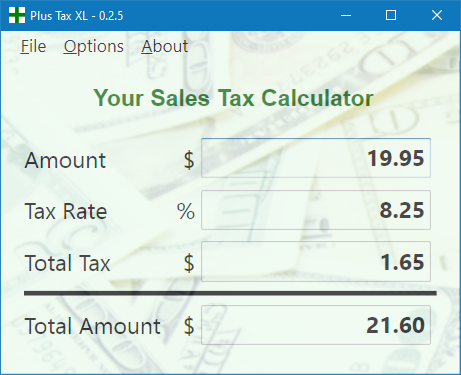 Plus Tax XL - 0.2.5
File Options About
Your Sales Tax Calculator
Amount $ 19.95
Tax Rate % 8.25
Total Tax $ 1.65
Total Amount $ 21.60